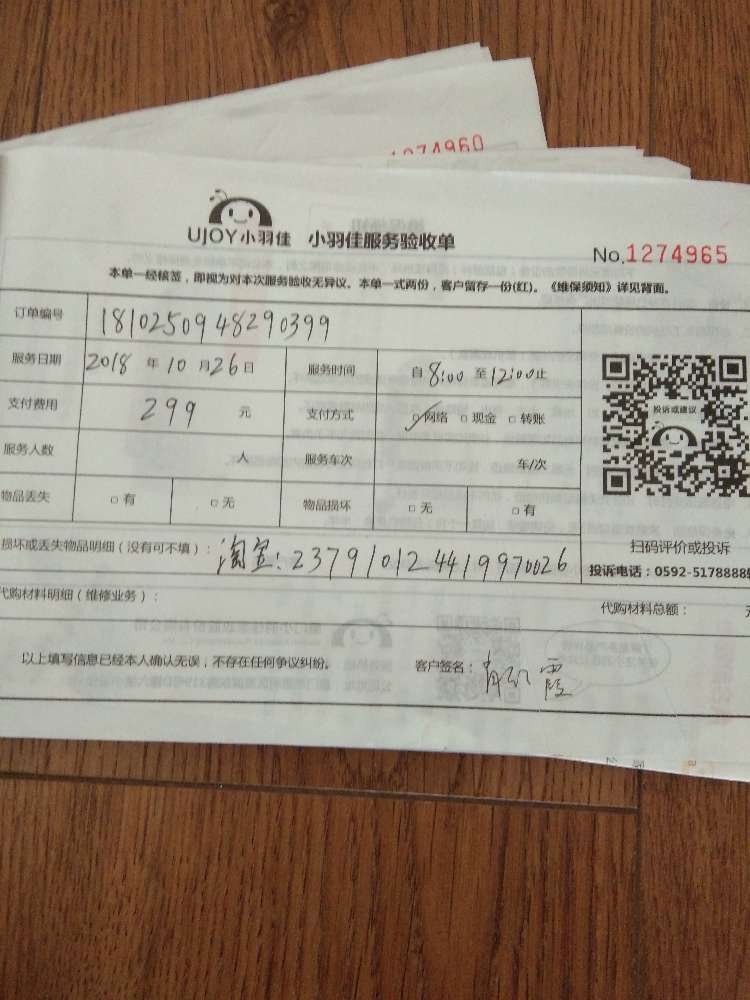 1274960
UJOY小羽佳 小羽佳服务验收单
No.1274965
本单一经核签，即视为对本次服务验收无异议。本单一式两份，客户留存一份(红)。《维保须知》详见背面。
订单编号 1810250948290399
服务日期 2018 年 10 月 26 日 服务时间 自 8:00 至 12:00 止
支付费用 299 元 支付方式 □网络 □现金 □转账
投诉或建议
服务人数 人 服务车次 车/次
物品丢失 □有 □无 物品损坏 □无 □有
损坏或丢失物品明细（没有可不填）： 淘宝: 237910124419970026
扫码评价或投诉
投诉电话：0592-5178885
代购材料明细（维修业务）： 代购材料总额：
以上填写信息已经本人确认无误，不存在任何争议纠纷。 客户签名： 霞